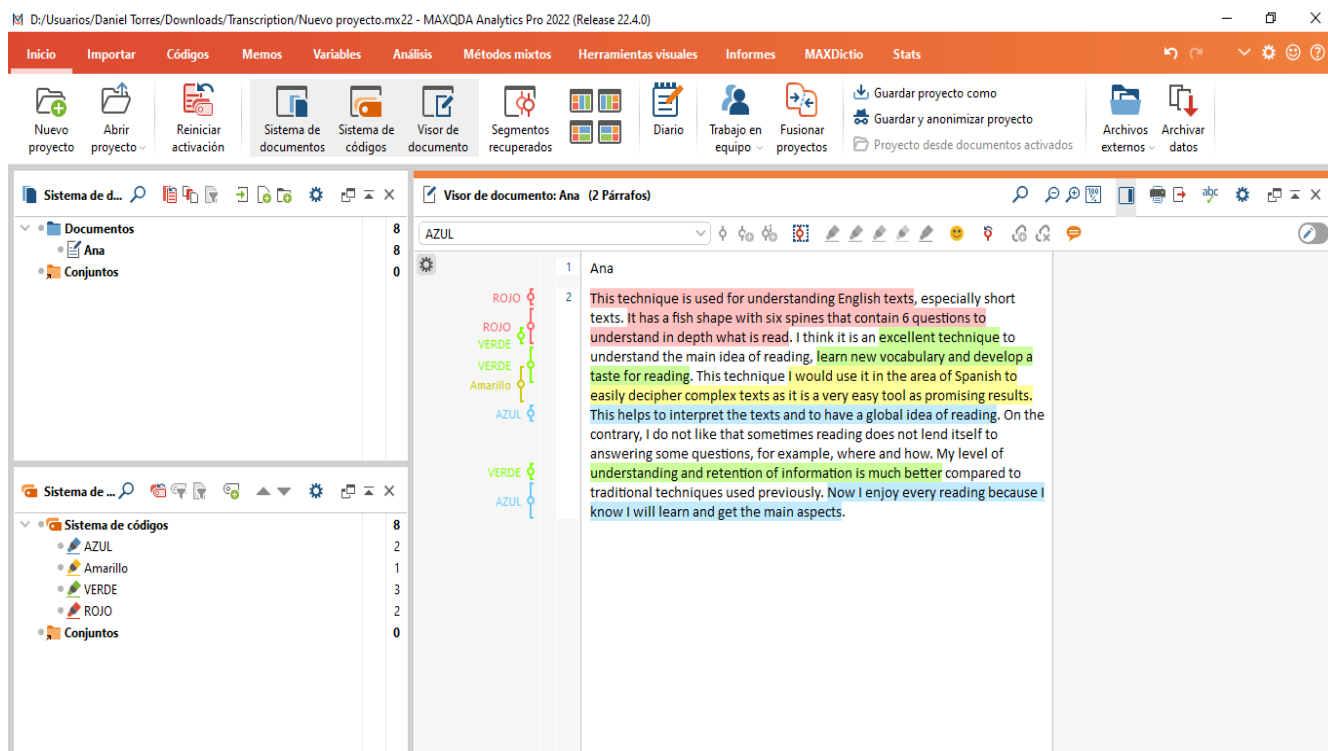 D:/Usuarios/Daniel Torres/Downloads/Transcription/Nuevo proyecto.mx22 - MAXQDA Analytics Pro 2022 (Release 22.4.0)
Inicio Importar Códigos Memos Variables Análisis Métodos mixtos Herramientas visuales Informes MAXDictio Stats
Nuevo proyecto
Abrir proyecto
Reiniciar activación
Sistema de documentos
Sistema de códigos
Visor de documento
Segmentos recuperados
Diario
Trabajo en equipo
Fusionar proyectos
Guardar proyecto como
Guardar y anonimizar proyecto
Proyecto desde documentos activados
Archivos externos
Archivar datos
Sistema de d...
Documentos 8
Ana 8
Conjuntos 0
Sistema de ...
Sistema de códigos 8
AZUL 2
Amarillo 1
VERDE 3
ROJO 2
Conjuntos 0
Visor de documento: Ana (2 Párrafos)
100 %
abc
AZUL
1 Ana
ROJO
ROJO
VERDE
VERDE
Amarillo
AZUL
VERDE
AZUL
2 This technique is used for understanding English texts, especially short
texts. It has a fish shape with six spines that contain 6 questions to
understand in depth what is read. I think it is an excellent technique to
understand the main idea of reading, learn new vocabulary and develop a
taste for reading. This technique I would use it in the area of Spanish to
easily decipher complex texts as it is a very easy tool as promising results.
This helps to interpret the texts and to have a global idea of reading. On the
contrary, I do not like that sometimes reading does not lend itself to
answering some questions, for example, where and how. My level of
understanding and retention of information is much better compared to
traditional techniques used previously. Now I enjoy every reading because I
know I will learn and get the main aspects.